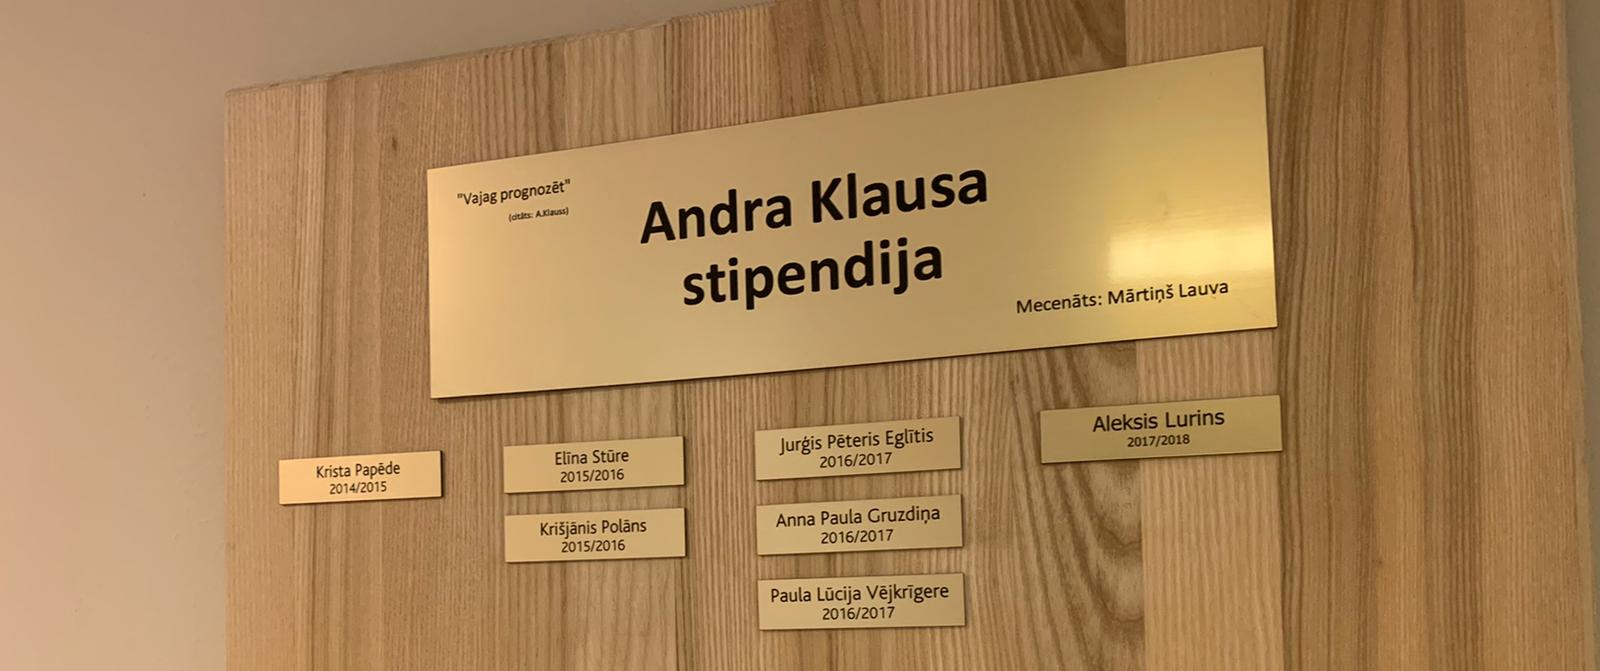 "Vajag prognozēt"
(citāts: A.Klauss)
Andra Klausa
stipendija
Mecenāts: Mārtiņš Lauva
Krista Papēde
2014/2015
Elīna Stūre
2015/2016
Krišjānis Polāns
2015/2016
Jurģis Pēteris Eglītis
2016/2017
Anna Paula Gruzdiņa
2016/2017
Paula Lūcija Vējkrīgere
2016/2017
Aleksis Lurins
2017/2018